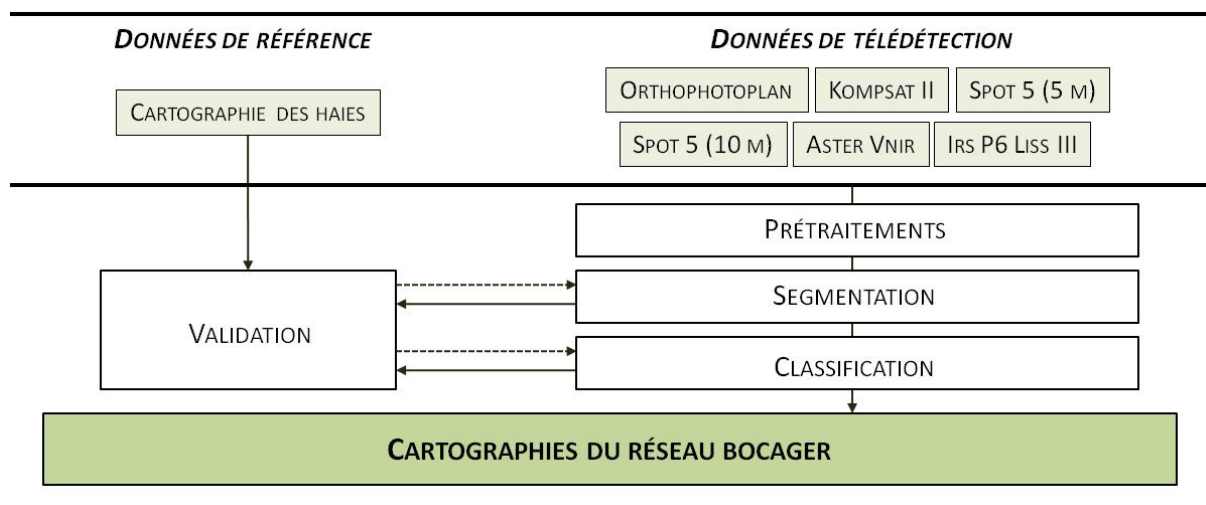 DONNÉES DE RÉFÉRENCE
DONNÉES DE TÉLÉDÉTECTION
CARTOGRAPHIE DES HAIES
ORTHOPHOTOPLAN
KOMPSAT II
SPOT 5 (5 M)
SPOT 5 (10 M)
ASTER VNIR
IRS P6 LISS III
PRÉTRAITEMENTS
SEGMENTATION
VALIDATION
CLASSIFICATION
CARTOGRAPHIES DU RÉSEAU BOCAGER